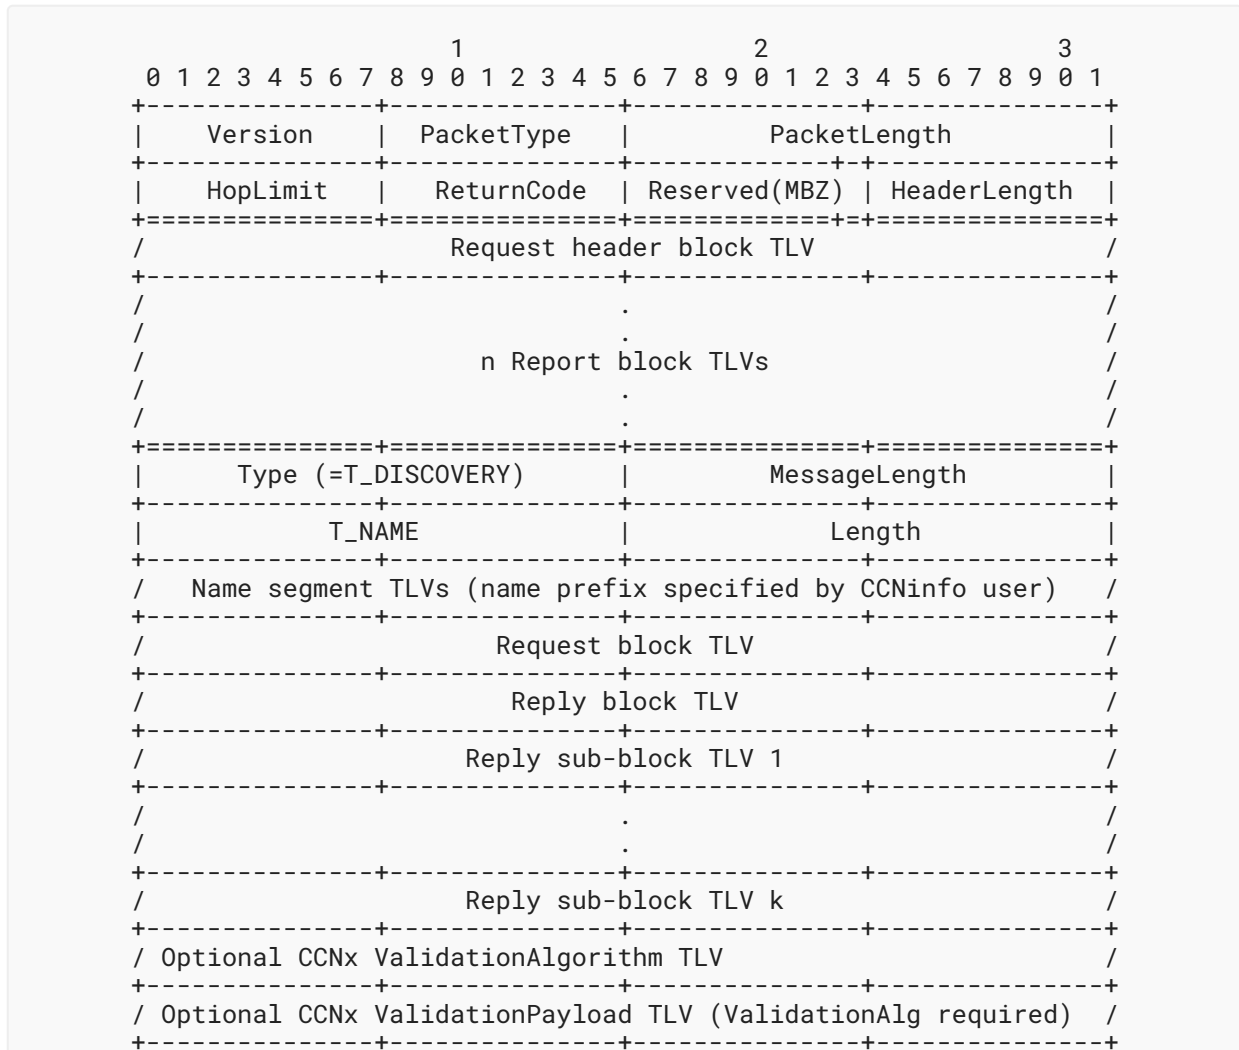 1                   2                   3
 0 1 2 3 4 5 6 7 8 9 0 1 2 3 4 5 6 7 8 9 0 1 2 3 4 5 6 7 8 9 0 1
+---------------+---------------+---------------+---------------+
|    Version    |  PacketType   |         PacketLength          |
+---------------+---------------+-------------+-+---------------+
|    HopLimit   |   ReturnCode  | Reserved(MBZ) | HeaderLength  |
+===============+===============+=============+=+===============+
/                    Request header block TLV                   /
+---------------+---------------+---------------+---------------+
/                               .                               /
/                               .                               /
/                      n Report block TLVs                      /
/                               .                               /
/                               .                               /
+===============+===============+===============+===============+
|      Type (=T_DISCOVERY)      |         MessageLength         |
+---------------+---------------+---------------+---------------+
|            T_NAME             |             Length            |
+---------------+---------------+---------------+---------------+
/   Name segment TLVs (name prefix specified by CCNinfo user)   /
+---------------+---------------+---------------+---------------+
/                       Request block TLV                       /
+---------------+---------------+---------------+---------------+
/                        Reply block TLV                        /
+---------------+---------------+---------------+---------------+
/                     Reply sub-block TLV 1                     /
+---------------+---------------+---------------+---------------+
/                               .                               /
/                               .                               /
+---------------+---------------+---------------+---------------+
/                     Reply sub-block TLV k                     /
+---------------+---------------+---------------+---------------+
/ Optional CCNx ValidationAlgorithm TLV                         /
+---------------+---------------+---------------+---------------+
/ Optional CCNx ValidationPayload TLV (ValidationAlg required)  /
+---------------+---------------+---------------+---------------+